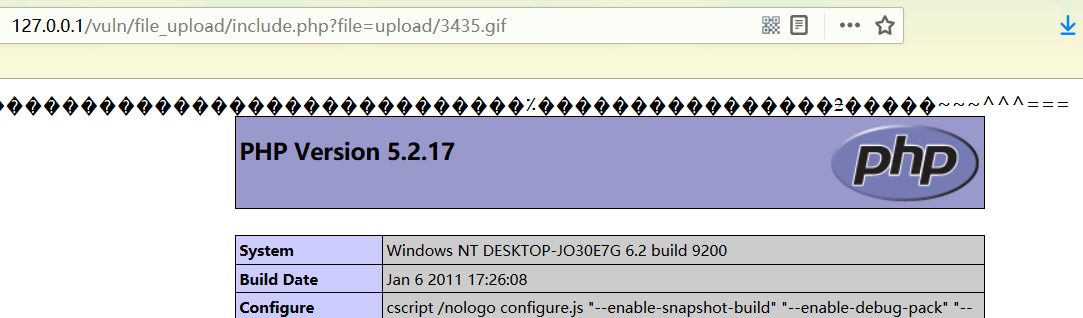 127.0.0.1/vuln/file_upload/include.php?file=upload/3435.gif
~~~^^^===
PHP Version 5.2.17
php
System Windows NT DESKTOP-JO30E7G 6.2 build 9200
Build Date Jan 6 2011 17:26:08
Configure cscript /nologo configure.js "--enable-snapshot-build" "--enable-debug-pack" "--